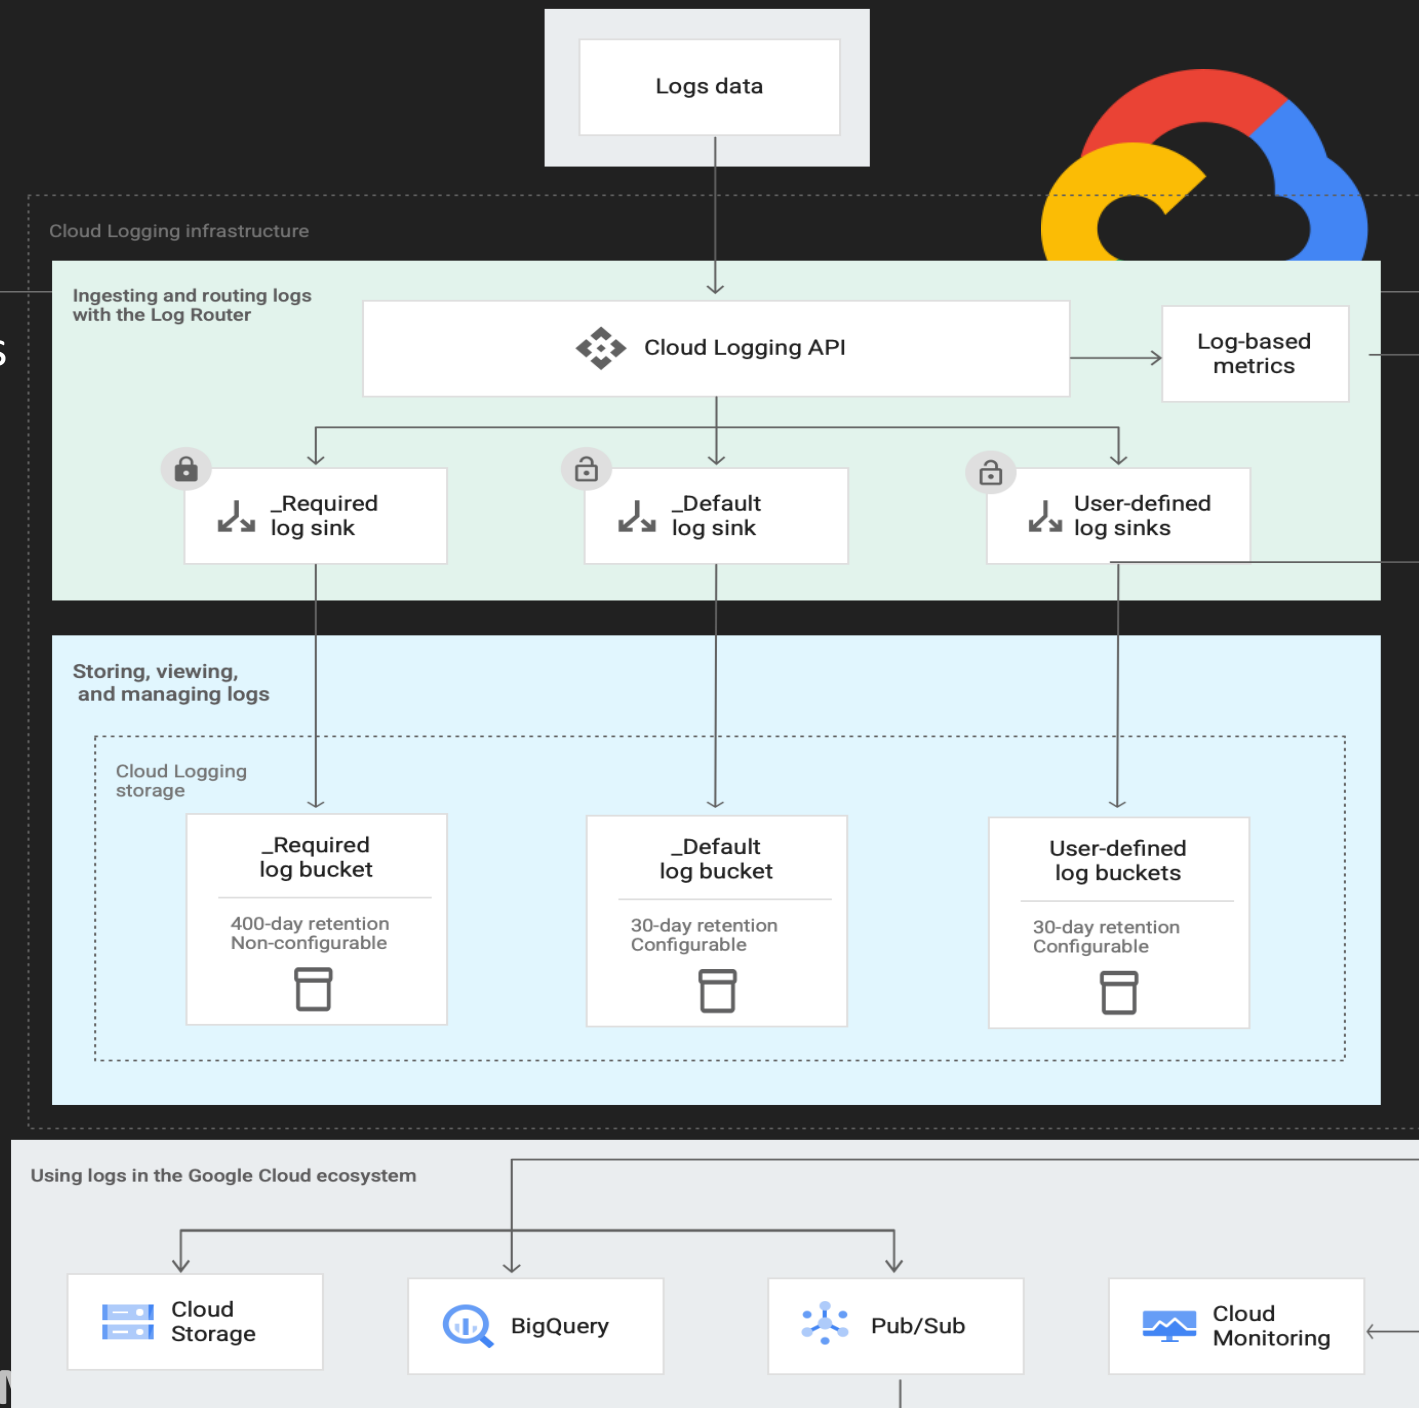 Logs data
Cloud Logging infrastructure
Ingesting and routing logs
with the Log Router
Cloud Logging API
Log-based
metrics
s
_Required
log sink
_Default
log sink
User-defined
log sinks
Storing, viewing,
and managing logs
Cloud Logging
storage
_Required
log bucket
400-day retention
Non-configurable
_Default
log bucket
30-day retention
Configurable
User-defined
log buckets
30-day retention
Configurable
Using logs in the Google Cloud ecosystem
Cloud
Storage
BigQuery
Pub/Sub
Cloud
Monitoring